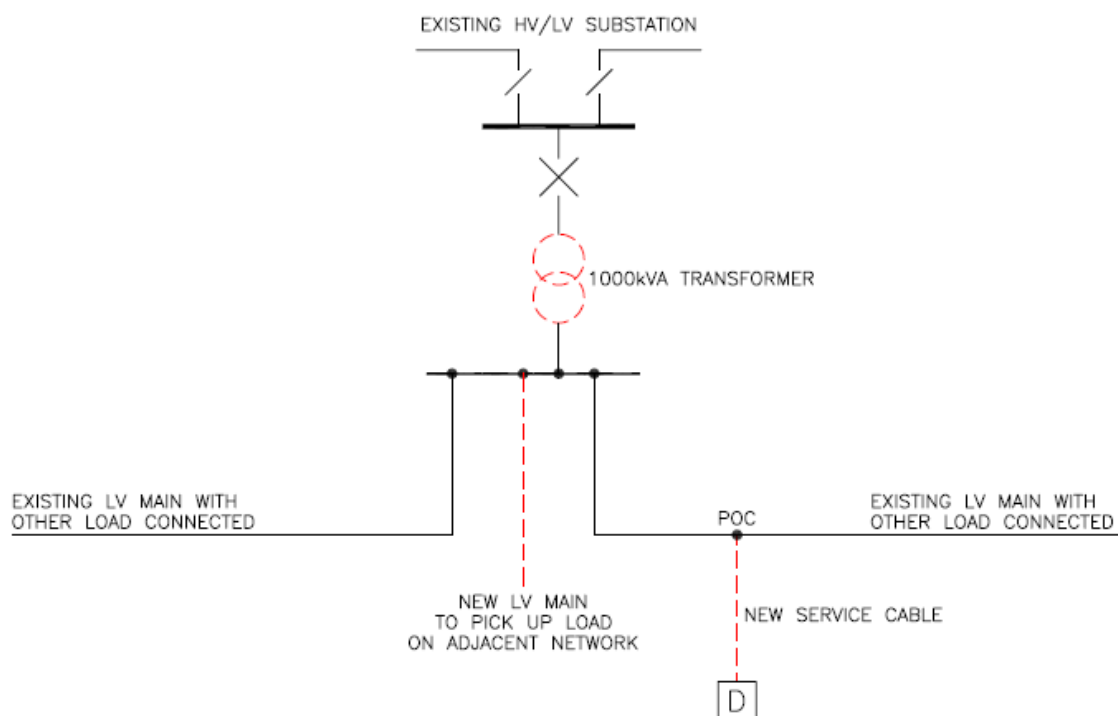 EXISTING HV/LV SUBSTATION
1000kVA TRANSFORMER
EXISTING LV MAIN WITH
OTHER LOAD CONNECTED
POC
EXISTING LV MAIN WITH
OTHER LOAD CONNECTED
NEW LV MAIN
TO PICK UP LOAD
ON ADJACENT NETWORK
NEW SERVICE CABLE
D